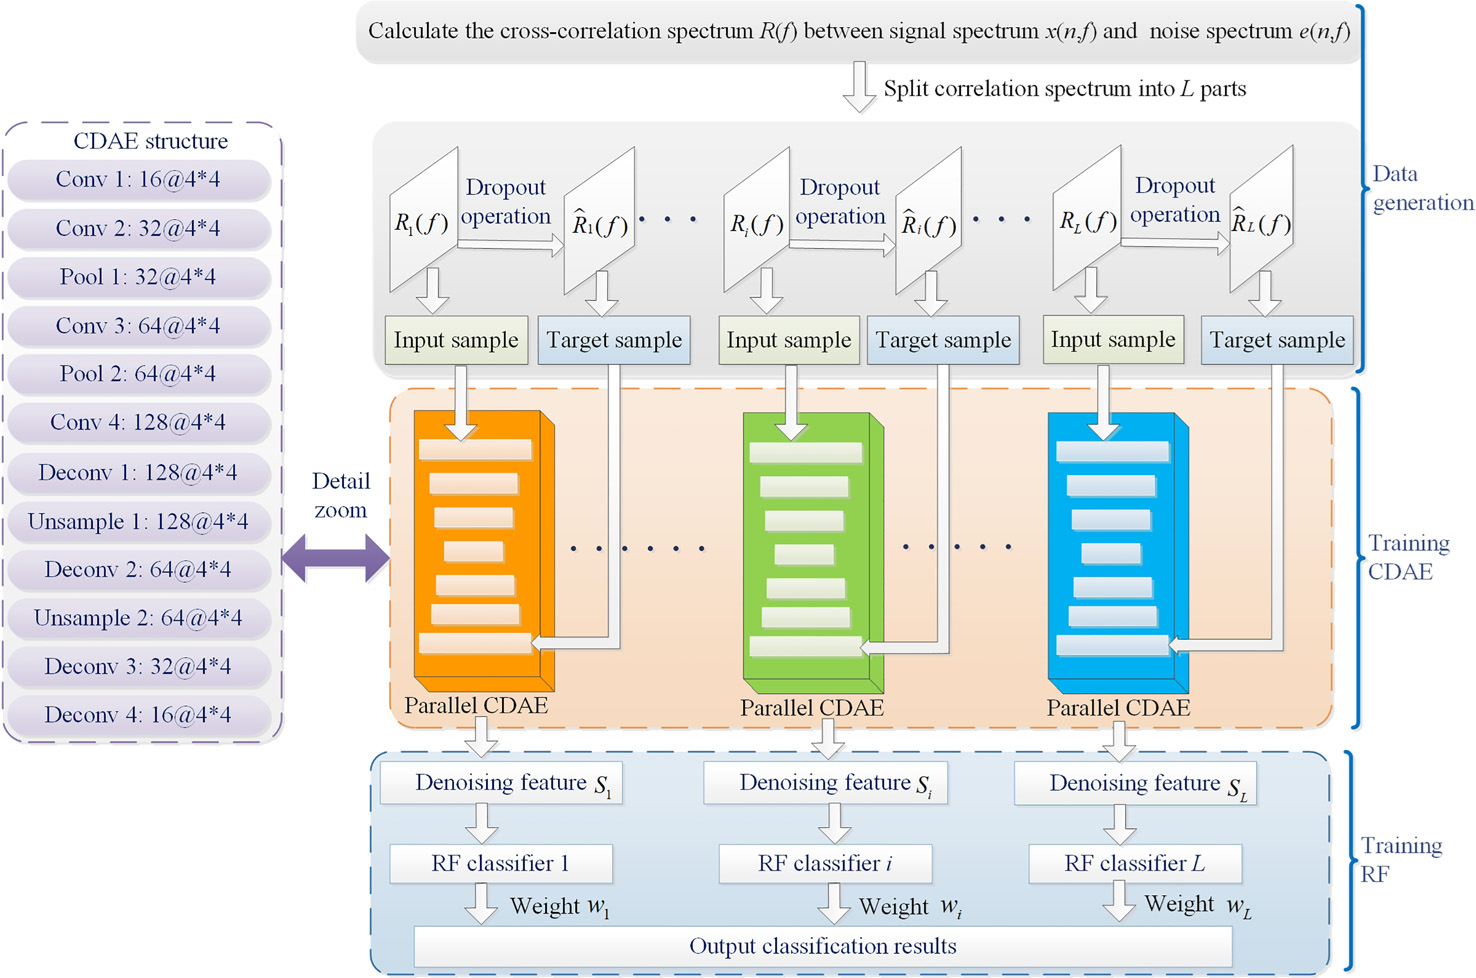 Calculate the cross-correlation spectrum R(f) between signal spectrum x(n,f) and noise spectrum e(n,f)
Split correlation spectrum into L parts
R1(f)
Dropout
operation
R̂1(f)
· · ·
Ri(f)
Dropout
operation
R̂i(f)
· · ·
RL(f)
Dropout
operation
R̂L(f)
Input sample
Target sample
Input sample
Target sample
Input sample
Target sample
Data
generation
CDAE structure
Conv 1: 16@4*4
Conv 2: 32@4*4
Pool 1: 32@4*4
Conv 3: 64@4*4
Pool 2: 64@4*4
Conv 4: 128@4*4
Deconv 1: 128@4*4
Unsample 1: 128@4*4
Deconv 2: 64@4*4
Unsample 2: 64@4*4
Deconv 3: 32@4*4
Deconv 4: 16@4*4
Detail
zoom
· · · · · ·
· · · · ·
Parallel CDAE
Parallel CDAE
Parallel CDAE
Training
CDAE
Denoising feature S1
Denoising feature Si
Denoising feature SL
RF classifier 1
RF classifier i
RF classifier L
Weight w1
Weight wi
Weight wL
Output classification results
Training
RF